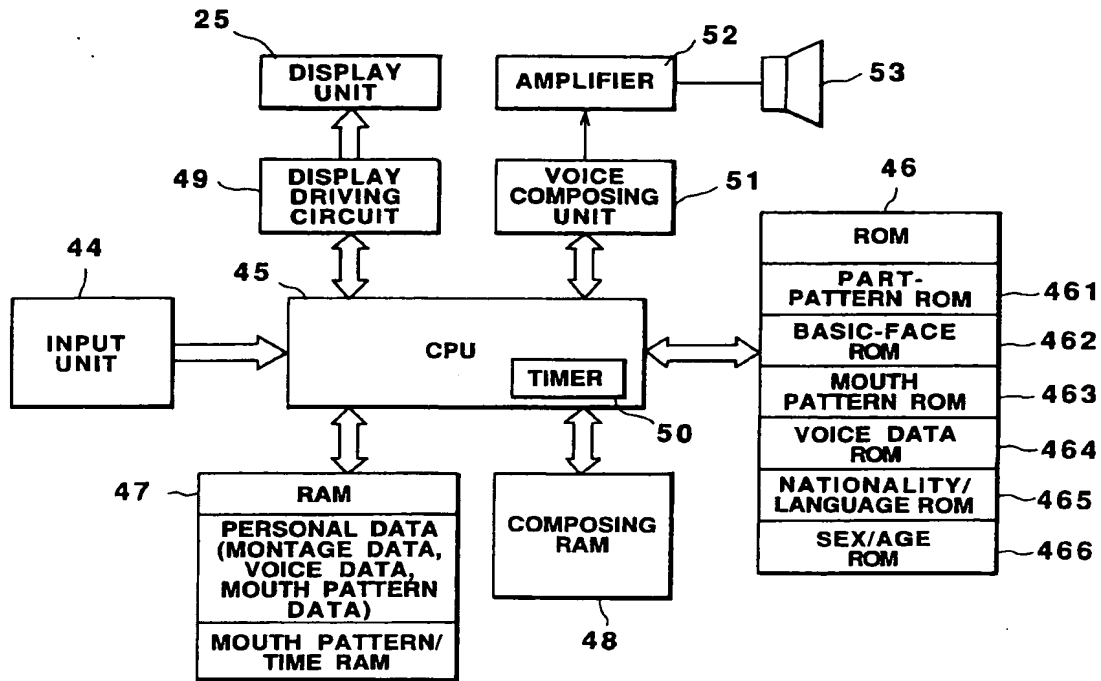 25
52
53
DISPLAY
UNIT
AMPLIFIER
49
DISPLAY
DRIVING
CIRCUIT
VOICE
COMPOSING
UNIT
51
46
44
45
INPUT
UNIT
CPU
TIMER
50
ROM
PART-
PATTERN ROM
461
BASIC-FACE
ROM
462
MOUTH
PATTERN ROM
463
VOICE DATA
ROM
464
NATIONALITY/
LANGUAGE ROM
465
SEX/AGE
ROM
466
47
RAM
PERSONAL DATA
(MONTAGE DATA,
VOICE DATA,
MOUTH PATTERN
DATA)
MOUTH PATTERN/
TIME RAM
COMPOSING
RAM
48